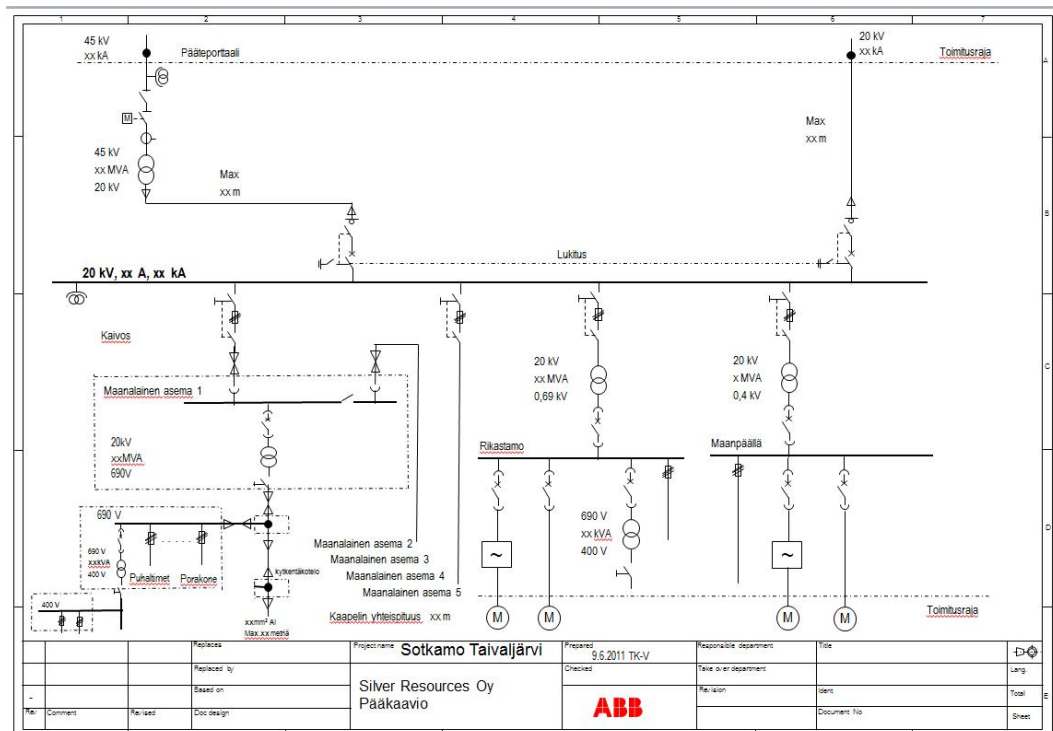 1 2 3 4 5 6 7
45 kV
xx kA
Pääteporttaali
20 kV
xx kA
Toimitusraja
A
M
Max
xx m
45 kV
xx MVA
20 kV
Max
xx m
B
Lukitus
20 kV, xx A, xx kA
Kaivos
20 kV
xx MVA
0,69 kV
20 kV
x MVA
0,4 kV
C
Maanalainen asema 1
Rikastamo
Maanpäällä
20kV
xxMVA
690V
690 V
690 V
xx kVA
400 V
D
690 V
xxkVA
400 V
Puhaltimet
Porakone
kytkentäkotelo
Maanalainen asema 2
Maanalainen asema 3
Maanalainen asema 4
Maanalainen asema 5
~
~
400 V
xxmm² Al
Max.xx metriä
Kaapelin yhteispituus xx m
M
M
M
M
Toimitusraja
Replaces
Project name Sotkamo Taivaljärvi
Prepared
9.6.2011 TK-V
Responsible department
Title
Replaced by
Silver Resources Oy
Pääkaavio
Checked
Take over department
Lang.
Based on
ABB
Revision
Ident
Total
E
-
Rev
Comment
Revised
Doc design
Document No
Sheet